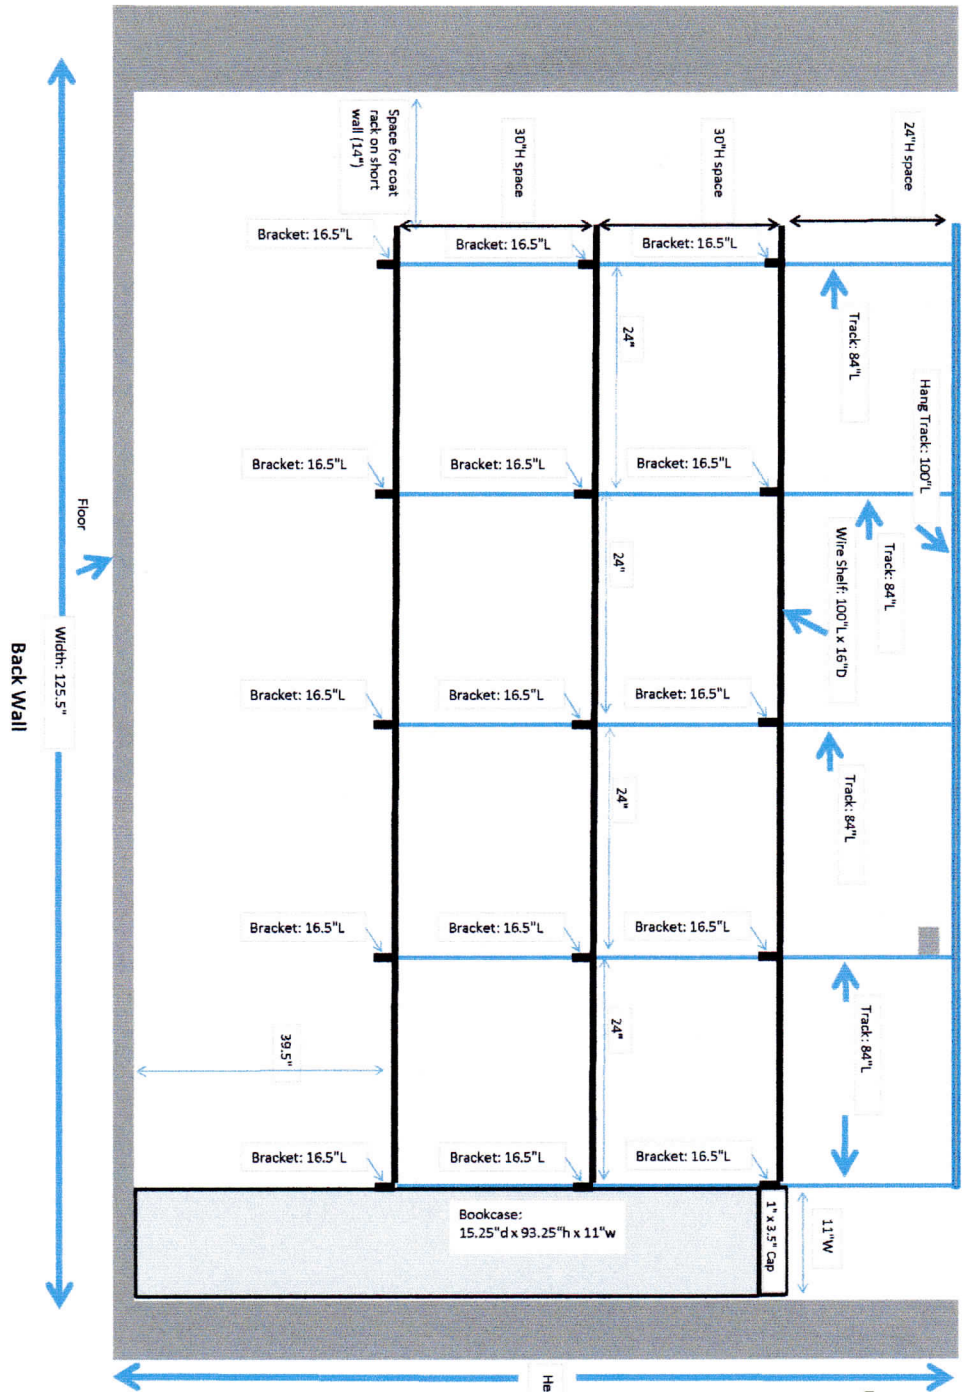 Space for coat
rack on short
wall (14")
30"H space
30"H space
24"H space
Bracket: 16.5"L
Bracket: 16.5"L
Bracket: 16.5"L
24"
Track: 84"L
Hang Track: 100"L
Bracket: 16.5"L
Bracket: 16.5"L
Bracket: 16.5"L
Floor
24"
Wire Shelf: 100"L x 16"D
Track: 84"L
Width: 125.5"
Back Wall
Bracket: 16.5"L
Bracket: 16.5"L
Bracket: 16.5"L
24"
Track: 84"L
Bracket: 16.5"L
Bracket: 16.5"L
Bracket: 16.5"L
39.5"
24"
Track: 84"L
Bracket: 16.5"L
Bracket: 16.5"L
Bracket: 16.5"L
Bookcase:
15.25"d x 93.25"h x 11"w
1" x 3.5" Cap
11"W
He